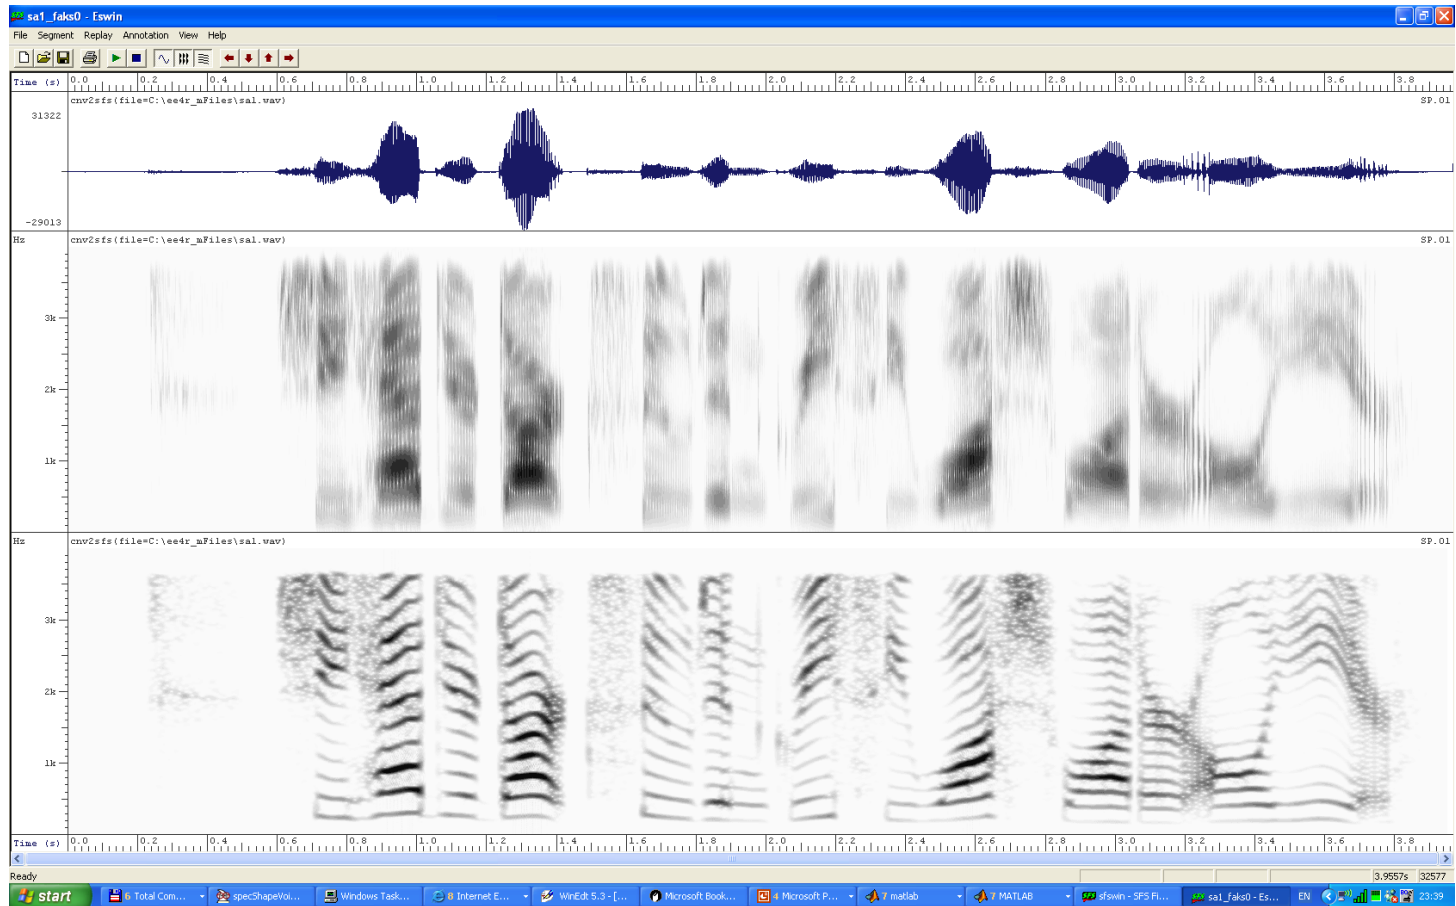 sa1_faks0 - Eswin
File Segment Replay Annotation View Help
Time (s) 0.0 0.2 0.4 0.6 0.8 1.0 1.2 1.4 1.6 1.8 2.0 2.2 2.4 2.6 2.8 3.0 3.2 3.4 3.6 3.8
cnv2sfs(file=C:\ee4r_mFiles\sa1.wav) SP.01
31322
-29013
Hz cnv2sfs(file=C:\ee4r_mFiles\sa1.wav) SP.01
3k
2k
1k
Hz cnv2sfs(file=C:\ee4r_mFiles\sa1.wav) SP.01
3k
2k
1k
Time (s) 0.0 0.2 0.4 0.6 0.8 1.0 1.2 1.4 1.6 1.8 2.0 2.2 2.4 2.6 2.8 3.0 3.2 3.4 3.6 3.8
Ready 3.9557s 32577
start 6 Total Com... specShapeVoi... Windows Task... 8 Internet E... WinEdt 5.3 - [... Microsoft Book... 4 Microsoft P... 7 matlab 7 MATLAB sfswin - SFS Fi... sa1_faks0 - Es... EN 23:39